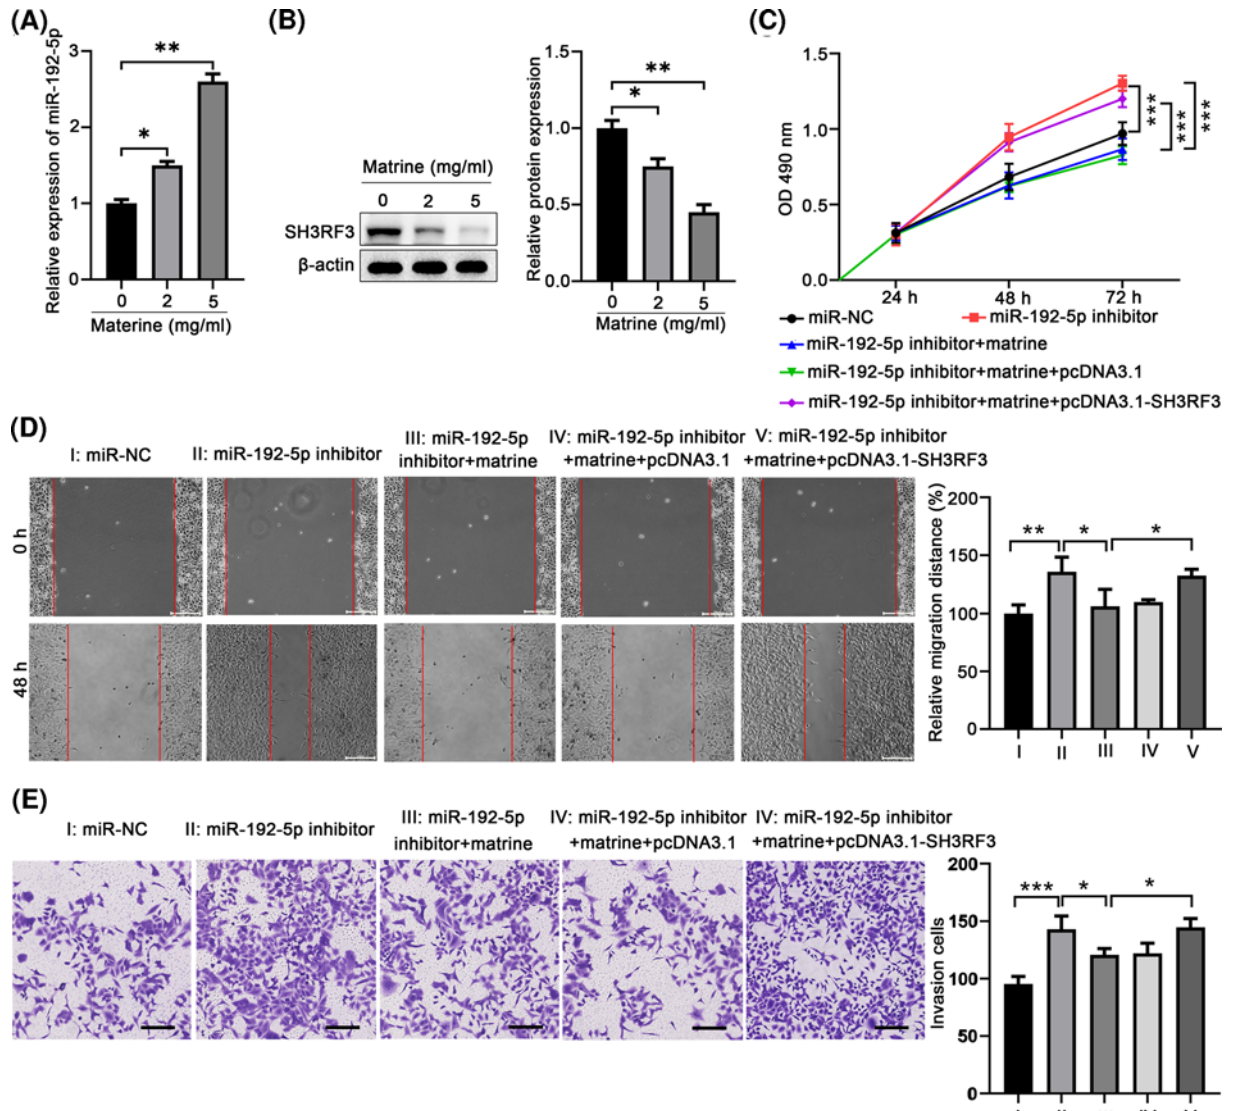 (A)
Relative expression of miR-192-5p
3
2
1
0
*
**
0 2 5
Materine (mg/ml)
(B)
Matrine (mg/ml)
0 2 5
SH3RF3
β-actin
Relative protein expression
1.5
1.0
0.5
0.0
*
**
0 2 5
Matrine (mg/ml)
(C)
OD 490 nm
1.5
1.0
0.5
0.0
24 h 48 h 72 h
***
***
***
miR-NC
miR-192-5p inhibitor
miR-192-5p inhibitor+matrine
miR-192-5p inhibitor+matrine+pcDNA3.1
miR-192-5p inhibitor+matrine+pcDNA3.1-SH3RF3
(D)
I: miR-NC
II: miR-192-5p inhibitor
III: miR-192-5p
inhibitor+matrine
IV: miR-192-5p inhibitor
+matrine+pcDNA3.1
V: miR-192-5p inhibitor
+matrine+pcDNA3.1-SH3RF3
0 h
48 h
Relative migration distance (%)
200
150
100
50
0
**
*
*
I II III IV V
(E)
I: miR-NC
II: miR-192-5p inhibitor
III: miR-192-5p
inhibitor+matrine
IV: miR-192-5p inhibitor
+matrine+pcDNA3.1
IV: miR-192-5p inhibitor
+matrine+pcDNA3.1-SH3RF3
Invasion cells
200
150
100
50
0
***
*
*